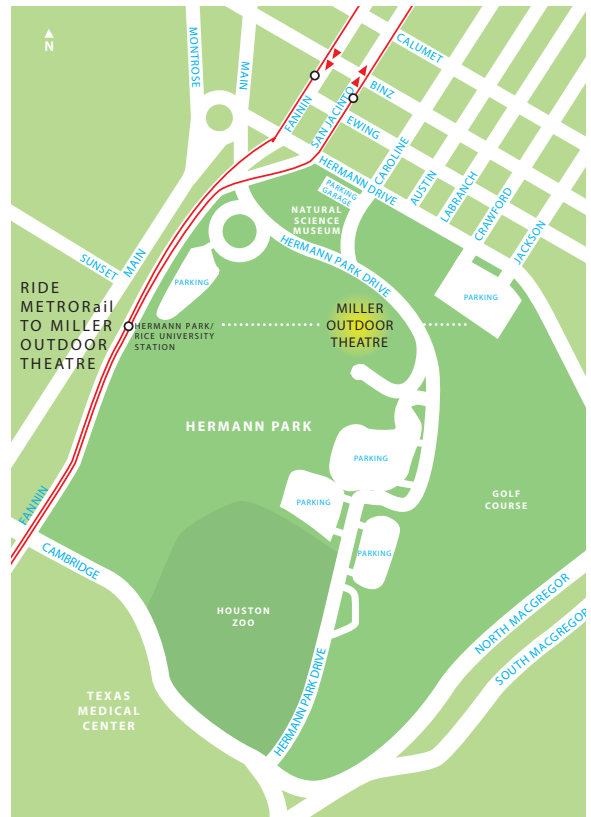 N
MONTROSE
MAIN
CALUMET
BINZ
FANNIN
SAN JACINTO
EWING
HERMANN DRIVE
CAROLINE
AUSTIN
LABRANCH
CRAWFORD
JACKSON
PARKING
GARAGE
NATURAL
SCIENCE
MUSEUM
HERMANN PARK DRIVE
SUNSET
MAIN
PARKING
PARKING
RIDE
METRORail
TO MILLER
OUTDOOR
THEATRE
HERMANN PARK/
RICE UNIVERSITY
STATION
MILLER
OUTDOOR
THEATRE
HERMANN PARK
PARKING
PARKING
PARKING
GOLF
COURSE
FANNIN
CAMBRIDGE
HOUSTON
ZOO
NORTH MACGREGOR
SOUTH MACGREGOR
HERMANN PARK DRIVE
TEXAS
MEDICAL
CENTER